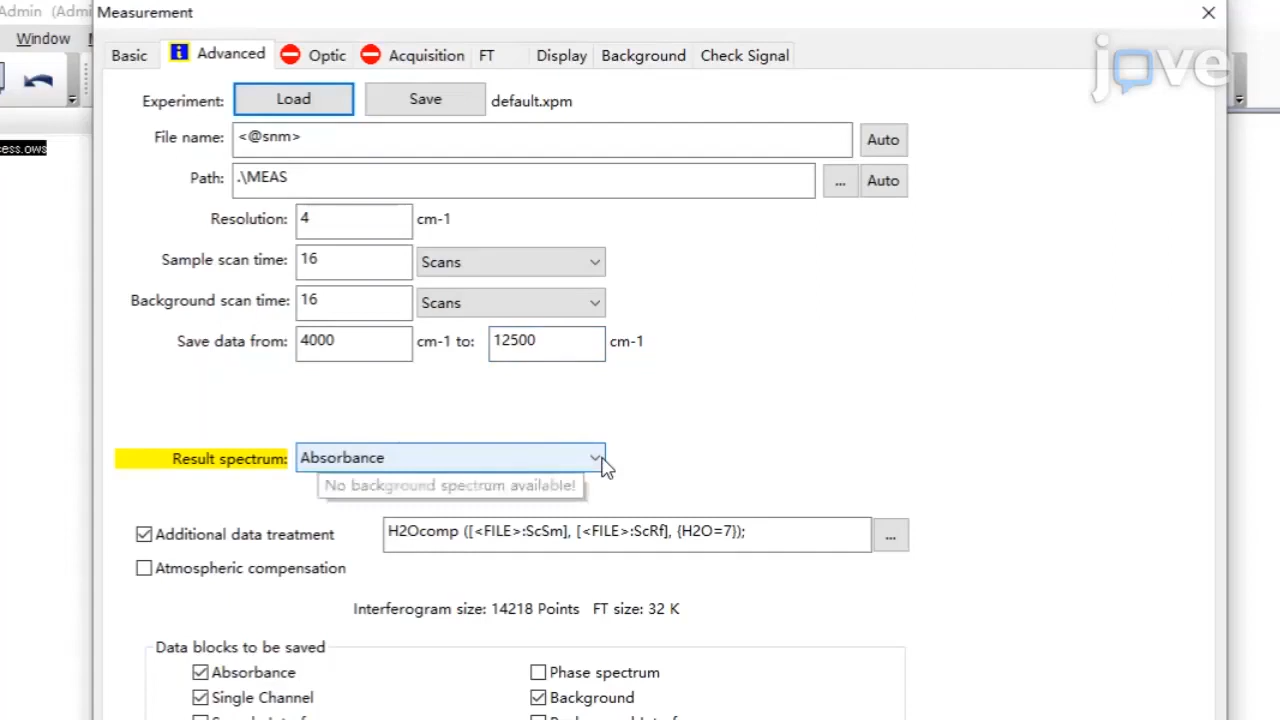 Admin (Admi
Measurement
Window
jove
Basic
Advanced
Optic
Acquisition
FT
Display
Background
Check Signal
Experiment:
Load
Save
default.xpm
File name:
<@snm>
Auto
cess.ows
Path:
.\MEAS
...
Auto
Resolution:
4
cm-1
Sample scan time:
16
Scans
Background scan time:
16
Scans
Save data from:
4000
cm-1 to:
12500
cm-1
Result spectrum:
Absorbance
No background spectrum available!
Additional data treatment
H2Ocomp ([<FILE>:ScSm], [<FILE>:ScRf], {H2O=7});
...
Atmospheric compensation
Interferogram size: 14218 Points FT size: 32 K
Data blocks to be saved
Absorbance
Phase spectrum
Single Channel
Background